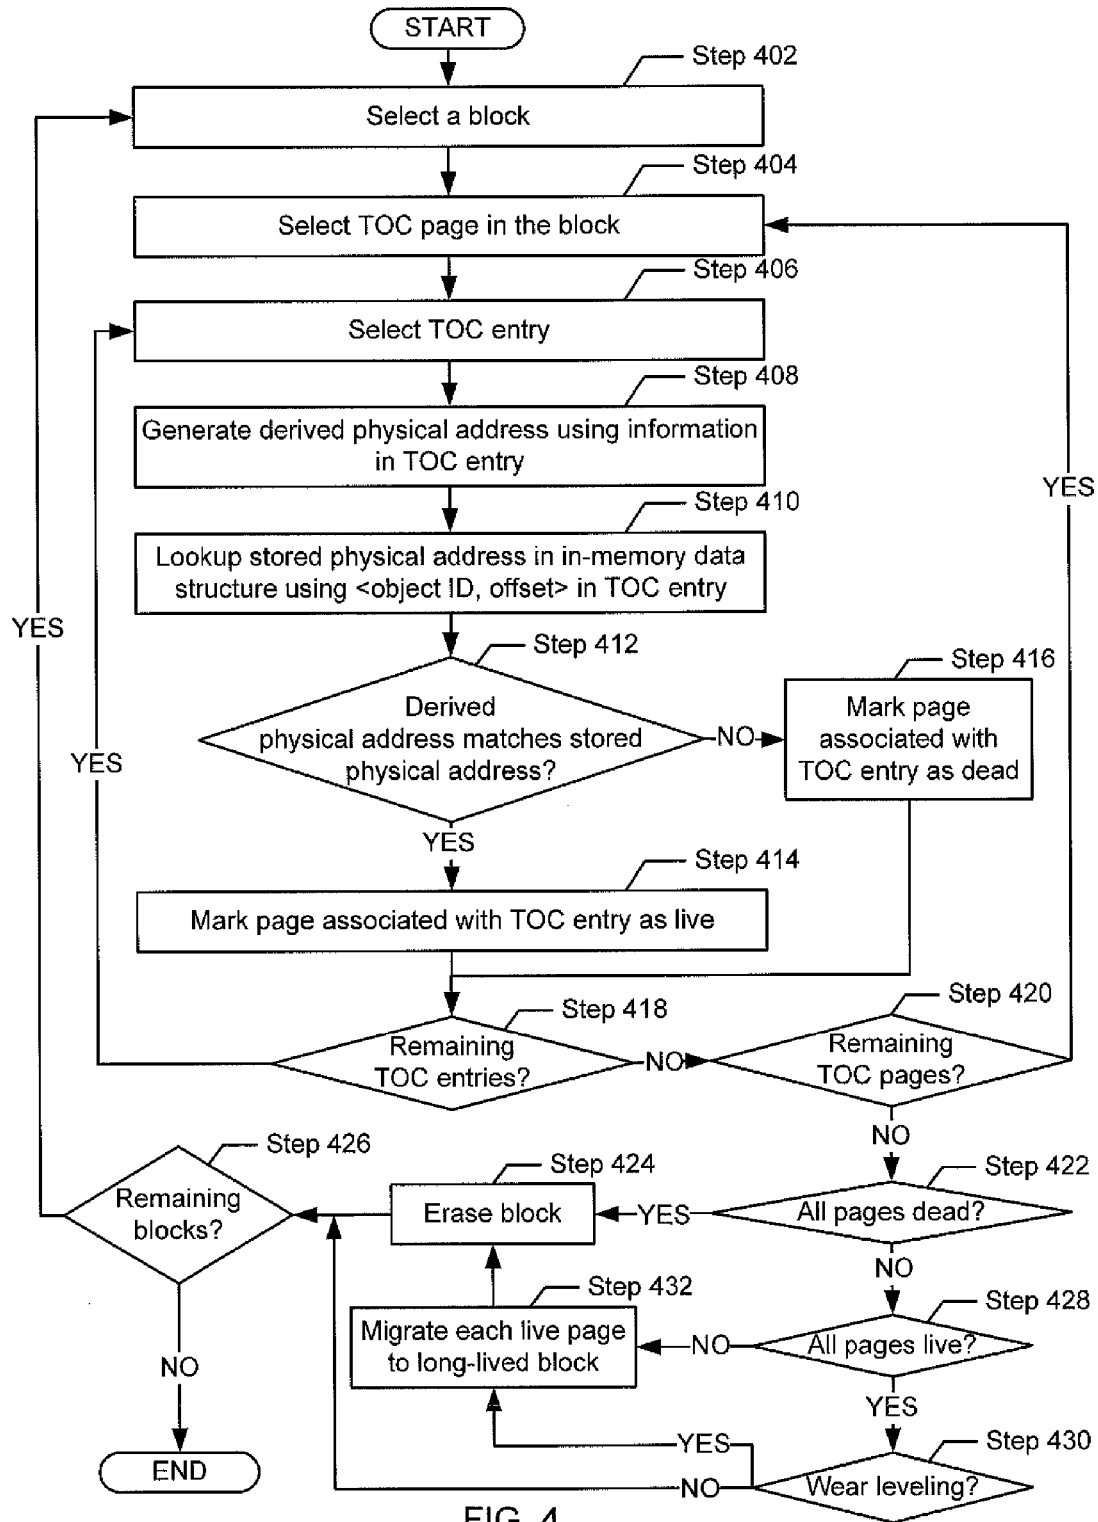 START
Step 402
Select a block
Step 404
Select TOC page in the block
Step 406
Select TOC entry
Step 408
Generate derived physical address using information
in TOC entry
YES
Step 410
Lookup stored physical address in in-memory data
structure using <object ID, offset> in TOC entry
YES
Step 412
Derived
physical address matches stored
physical address?
NO
Step 416
Mark page
associated with
TOC entry as dead
YES
YES
Step 414
Mark page associated with TOC entry as live
Step 418
Remaining
TOC entries?
NO
Step 420
Remaining
TOC pages?
NO
Step 426
Remaining
blocks?
Step 424
Erase block
YES
Step 422
All pages dead?
NO
Step 432
Migrate each live page
to long-lived block
NO
Step 428
All pages live?
NO
YES
YES
Step 430
Wear leveling?
NO
END
FIG. 4